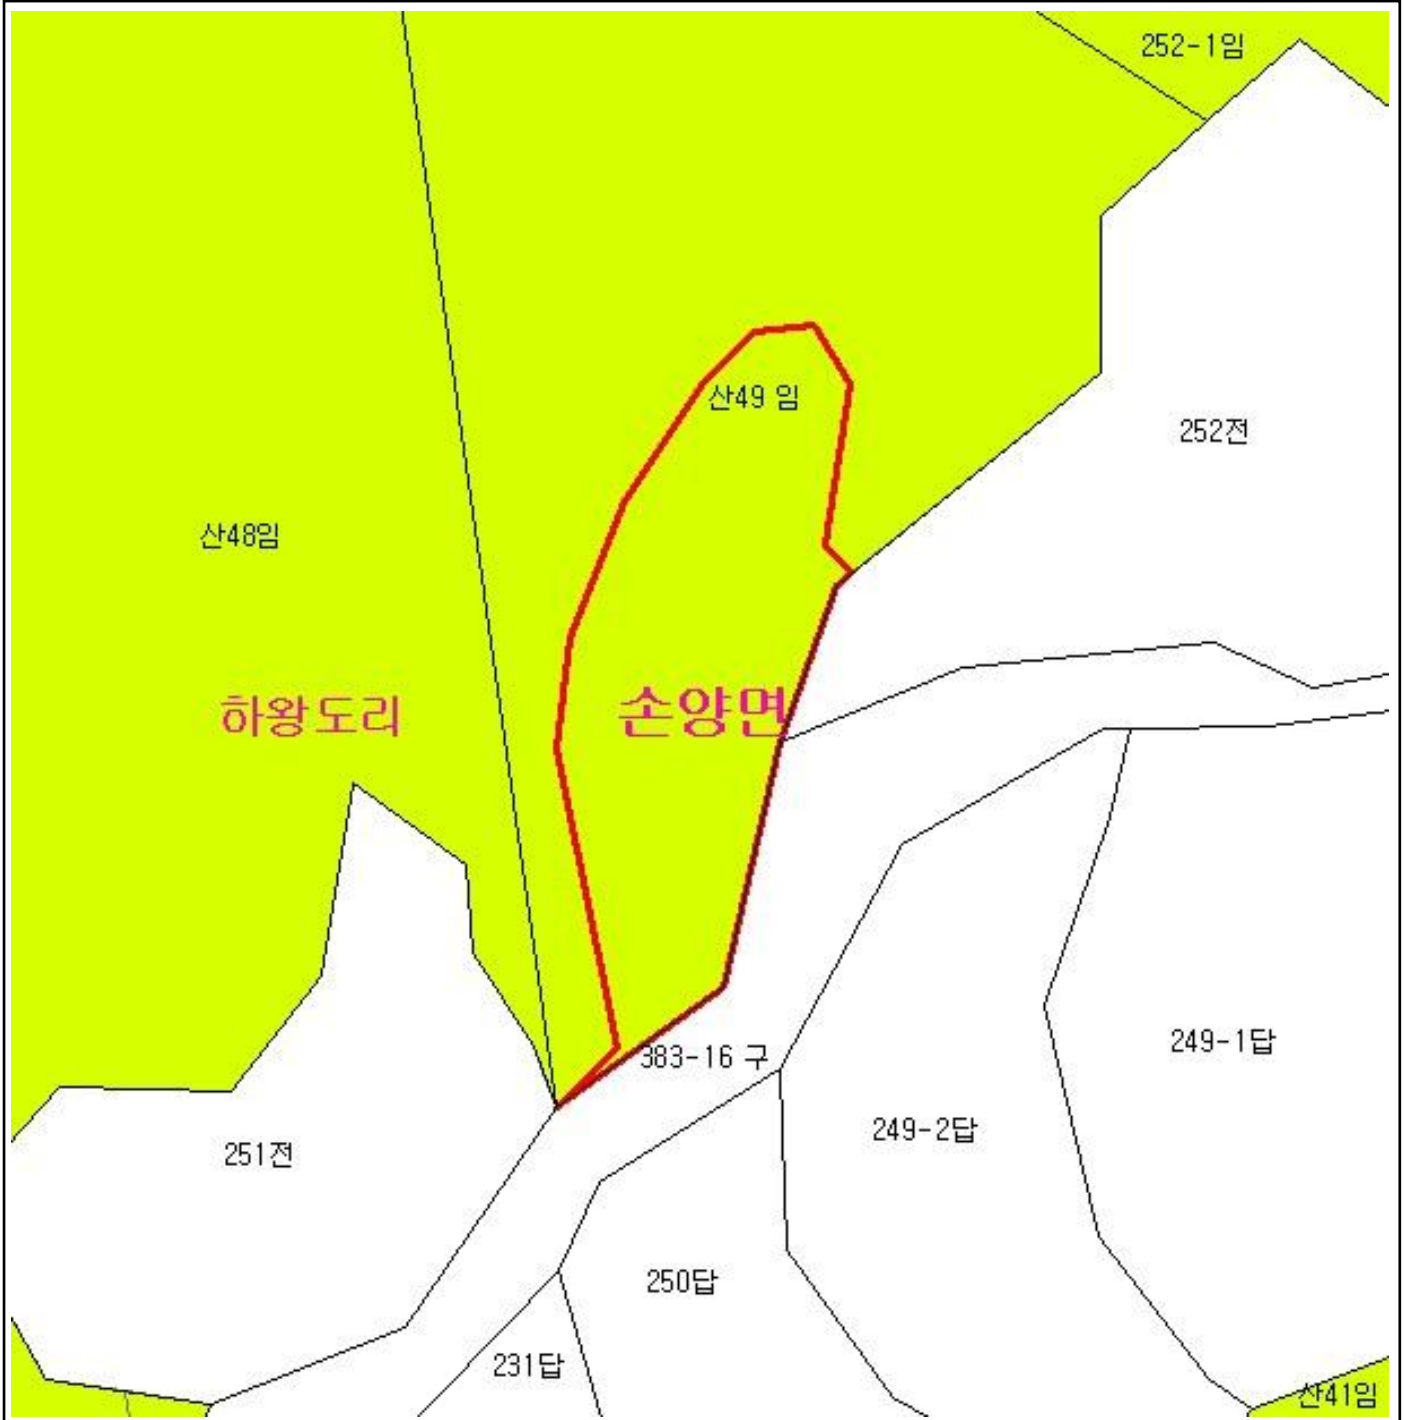 252-1임
산49 임
252전
산48임
하왕도리
손양면
383-16 구
249-1답
249-2답
251전
250답
231답
산41임